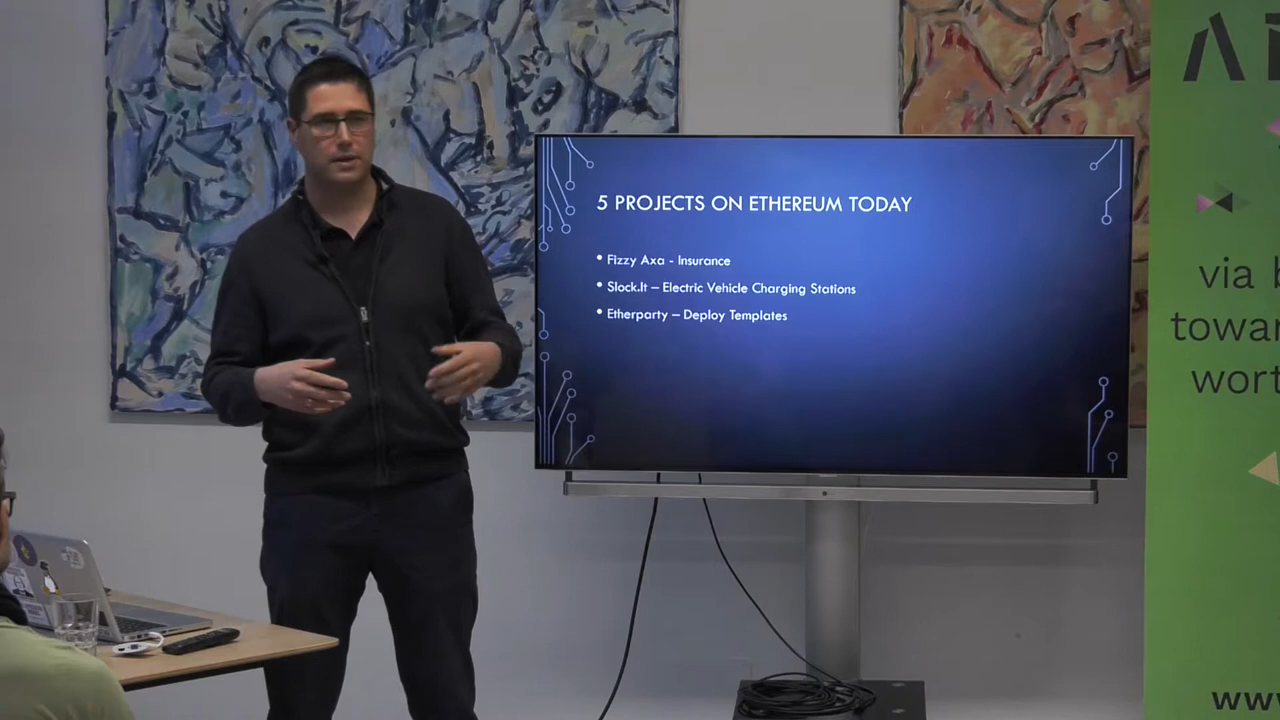 5 PROJECTS ON ETHEREUM TODAY
• Fizzy Axa - Insurance
• Slock.It – Electric Vehicle Charging Stations
• Etherparty – Deploy Templates
via
towar
wort
www